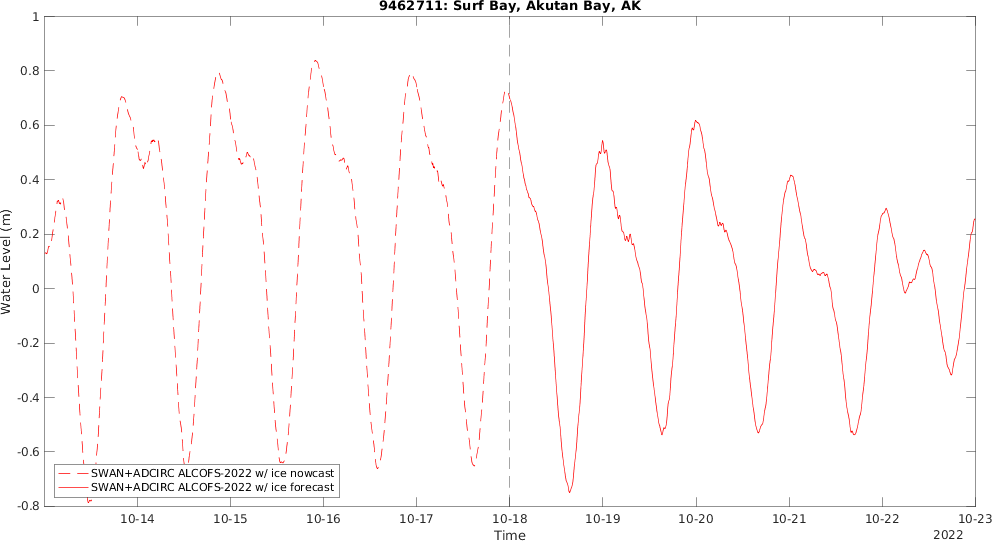 9462711: Surf Bay, Akutan Bay, AK
Water Level (m)
1
0.8
0.6
0.4
0.2
0
-0.2
-0.4
-0.6
-0.8
SWAN+ADCIRC ALCOFS-2022 w/ ice nowcast
SWAN+ADCIRC ALCOFS-2022 w/ ice forecast
10-14 10-15 10-16 10-17 10-18 10-19 10-20 10-21 10-22 10-23
Time
2022